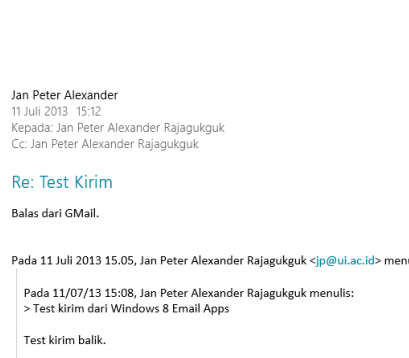 Jan Peter Alexander
11 Juli 2013 15:12
Kepada: Jan Peter Alexander Rajagukguk
Cc: Jan Peter Alexander Rajagukguk
Re: Test Kirim
Balas dari GMail.
Pada 11 Juli 2013 15.05, Jan Peter Alexander Rajagukguk <jp@ui.ac.id> menu
Pada 11/07/13 15:08, Jan Peter Alexander Rajagukguk menulis:
> Test kirim dari Windows 8 Email Apps
Test kirim balik.